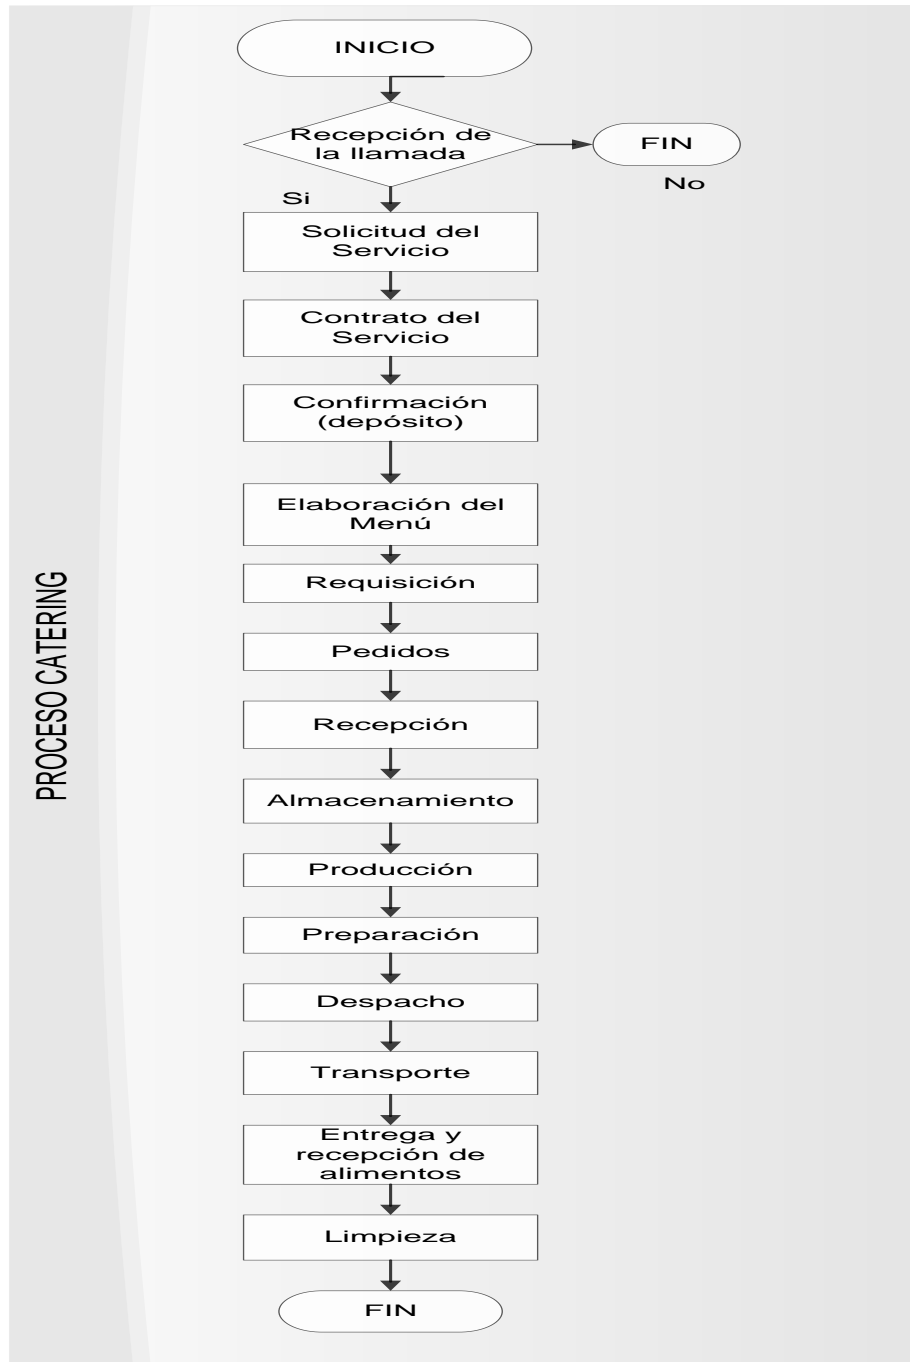 INICIO
Recepción de
la llamada
FIN
No
Si
Solicitud del
Servicio
Contrato del
Servicio
Confirmación
(depósito)
Elaboración del
Menú
Requisición
Pedidos
Recepción
Almacenamiento
Producción
Preparación
Despacho
Transporte
Entrega y
recepción de
alimentos
Limpieza
FIN
PROCESO CATERING